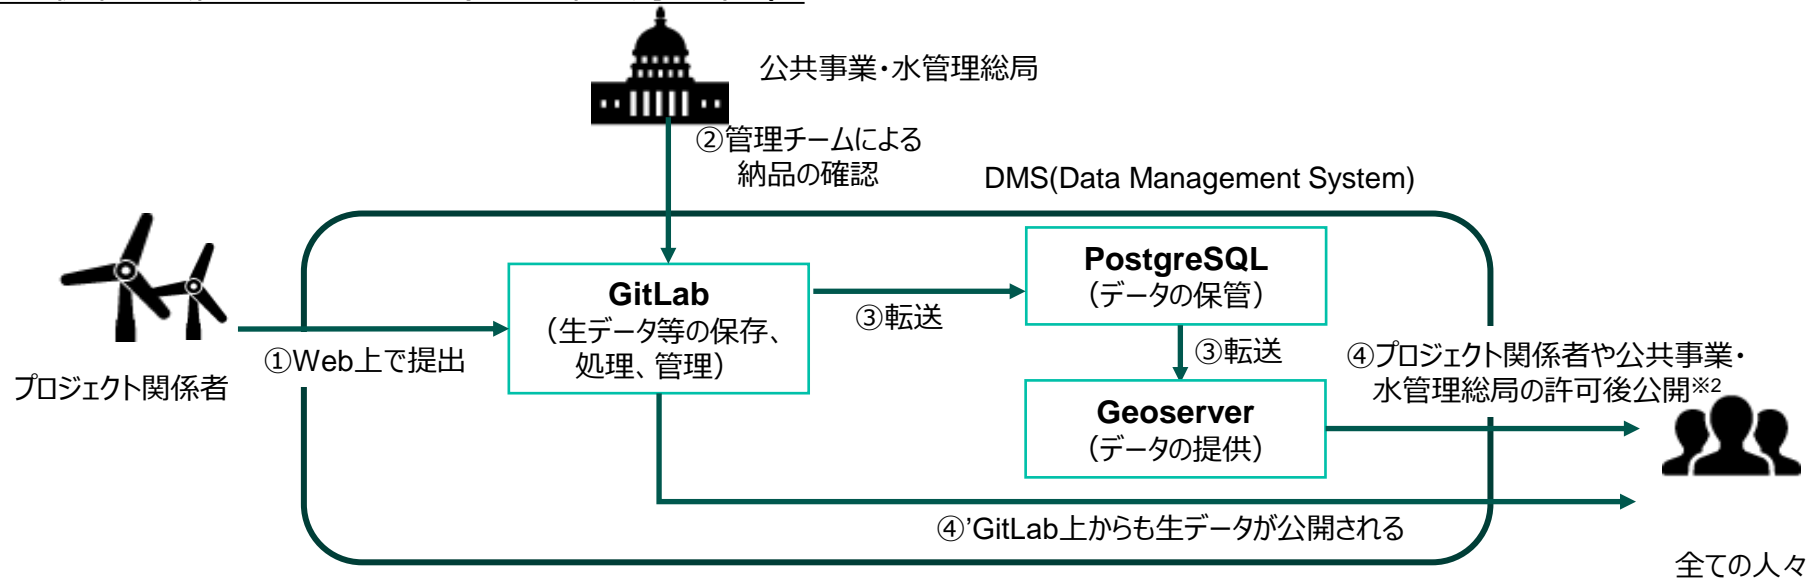 公共事業・水管理総局
②管理チームによる
納品の確認
DMS(Data Management System)
GitLab
（生データ等の保存、
処理、管理）
PostgreSQL
（データの保管）
③転送
③転送
①Web上で提出
プロジェクト関係者
④プロジェクト関係者や公共事業・
水管理総局の許可後公開※2
Geoserver
（データの提供）
④’GitLab上からも生データが公開される
全ての人々